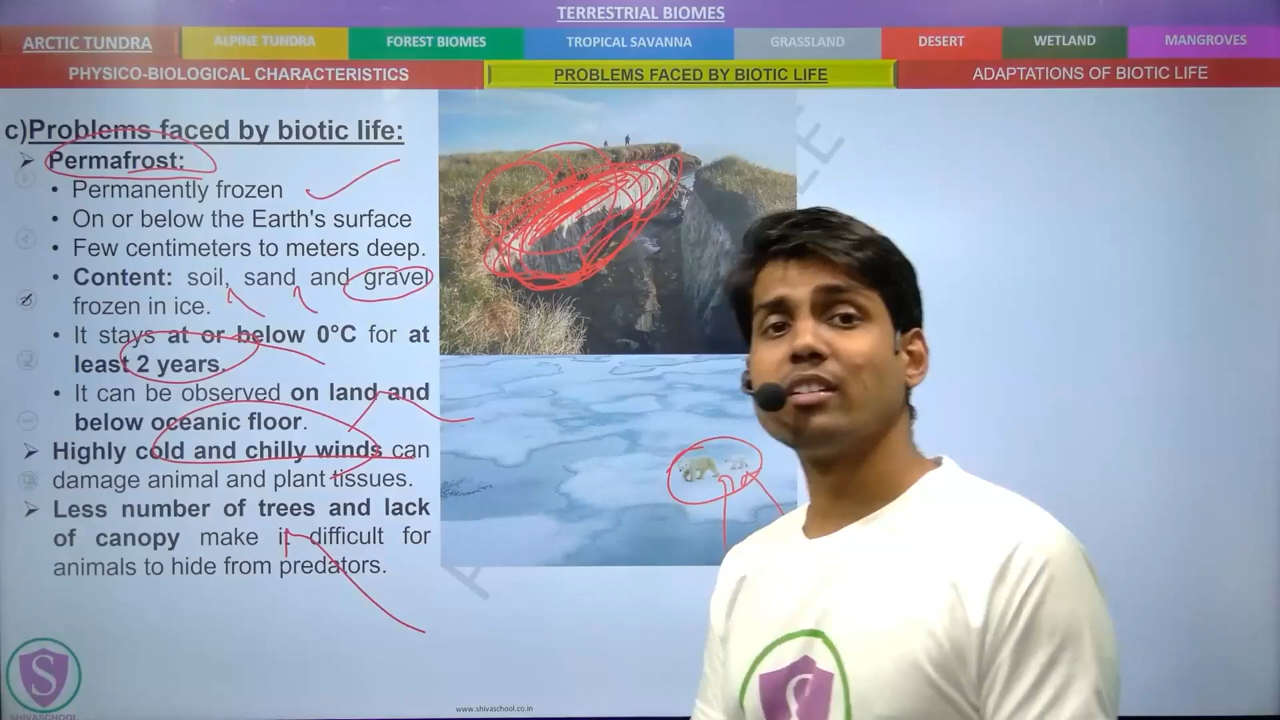 TERRESTRIAL BIOMES
ARCTIC TUNDRA
ALPINE TUNDRA
FOREST BIOMES
TROPICAL SAVANNA
GRASSLAND
DESERT
WETLAND
MANGROVES
PHYSICO-BIOLOGICAL CHARACTERISTICS
PROBLEMS FACED BY BIOTIC LIFE
ADAPTATIONS OF BIOTIC LIFE
c)Problems faced by biotic life:
➢ Permafrost:
• Permanently frozen
• On or below the Earth's surface
• Few centimeters to meters deep.
• Content: soil, sand and gravel
frozen in ice.
• It stays at or below 0°C for at
least 2 years.
• It can be observed on land and
below oceanic floor.
➢ Highly cold and chilly winds can
damage animal and plant tissues.
➢ Less number of trees and lack
of canopy make it difficult for
animals to hide from predators.
S
SHIVASCHOOL
www.shivaschool.co.in